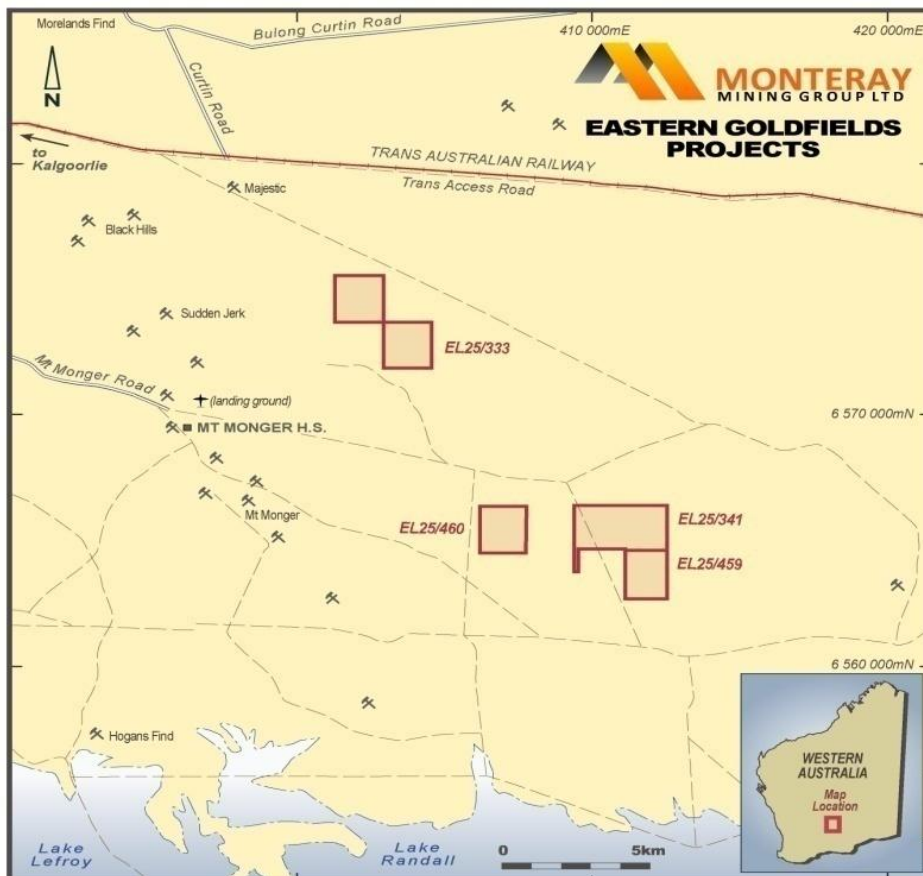 Morelands Find
Bulong Curtin Road
410 000mE
420 000mE
N
Curtin Road
MONTERAY
MINING GROUP LTD
EASTERN GOLDFIELDS
PROJECTS
to
Kalgoorlie
TRANS AUSTRALIAN RAILWAY
Trans Access Road
Majestic
Black Hills
Sudden Jerk
EL25/333
Mt Monger Road
(landing ground)
6 570 000mN
MT MONGER H.S.
Mt Monger
EL25/460
EL25/341
EL25/459
6 560 000mN
Hogans Find
WESTERN
AUSTRALIA
Map
Location
Lake
Lefroy
Lake
Randall
0
5km